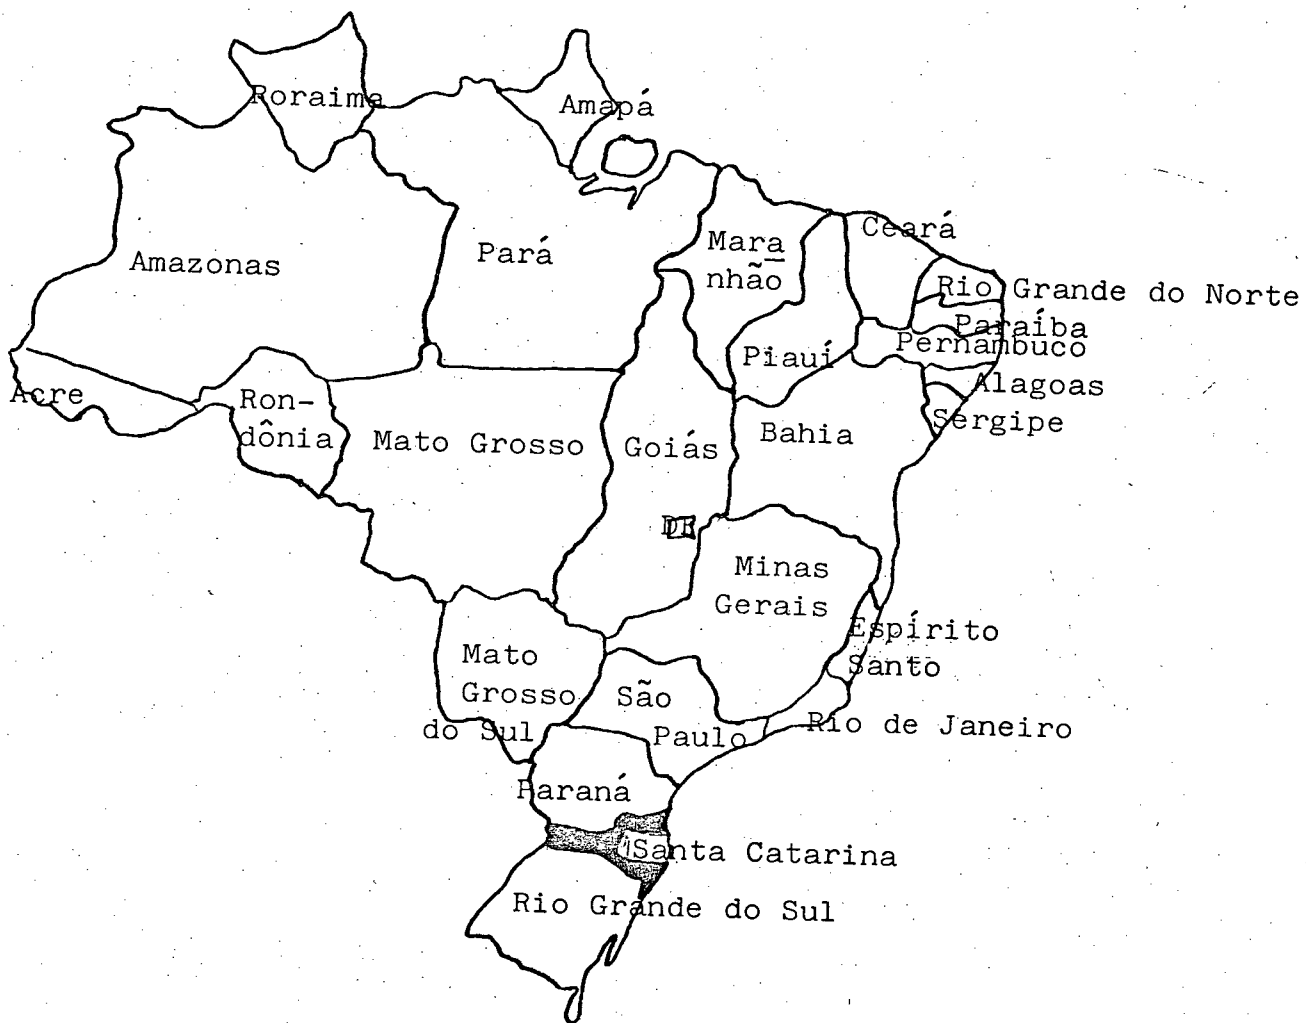 Roraima
Amapá
Amazonas
Pará
Mara
nhão
Ceará
Rio Grande do Norte
Paraíba
Pernambuco
Piauí
Alagoas
Sergipe
Acre
Ron-
dônia
Mato Grosso
Goiás
Bahia
DF
Minas
Gerais
Espírito
Santo
Mato
Grosso
do Sul
São
Paulo
Rio de Janeiro
Paraná
Santa Catarina
Rio Grande do Sul